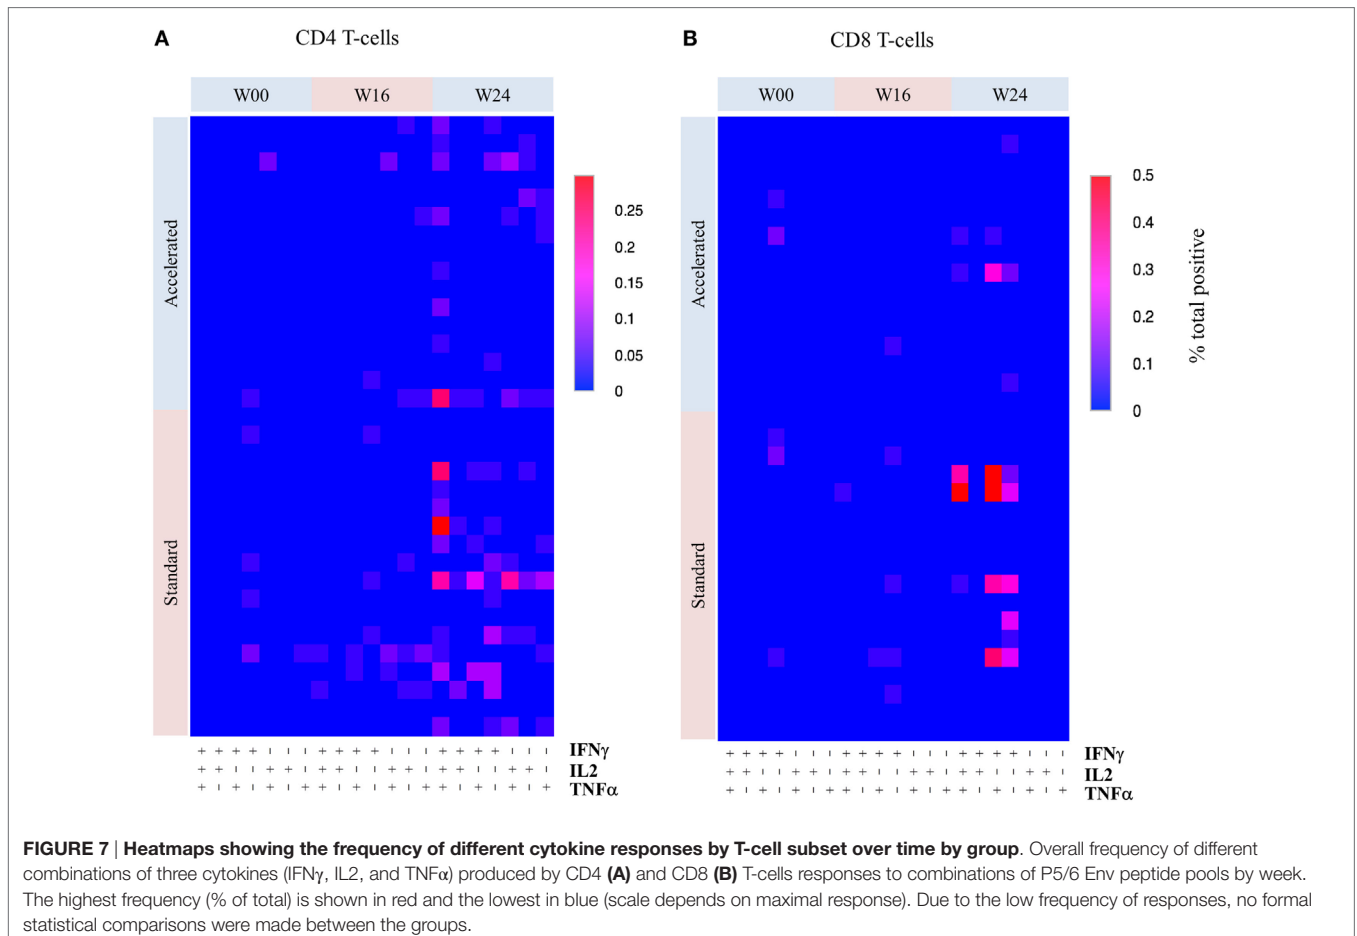 A
CD4 T-cells
W00 W16 W24
Accelerated
Standard
0.25
0.2
0.15
0.1
0.05
0
+ + + + – – – + + + + – – – + + + + – – – IFNγ
+ + – – + + – + + – – + + – + + – – + + – IL2
+ – + – + – + + – + – + – + + – + – + – + TNFα
B
CD8 T-cells
W00 W16 W24
Accelerated
Standard
0.5
0.4
0.3
0.2
0.1
0
% total positive
+ + + + – – – + + + + – – – + + + + – – – IFNγ
+ + – – + + – + + – – + + – + + – – + + – IL2
+ – + – + – + + – + – + – + + – + – + – + TNFα
FIGURE 7 | Heatmaps showing the frequency of different cytokine responses by T-cell subset over time by group. Overall frequency of different
combinations of three cytokines (IFNγ, IL2, and TNFα) produced by CD4 (A) and CD8 (B) T-cells responses to combinations of P5/6 Env peptide pools by week.
The highest frequency (% of total) is shown in red and the lowest in blue (scale depends on maximal response). Due to the low frequency of responses, no formal
statistical comparisons were made between the groups.